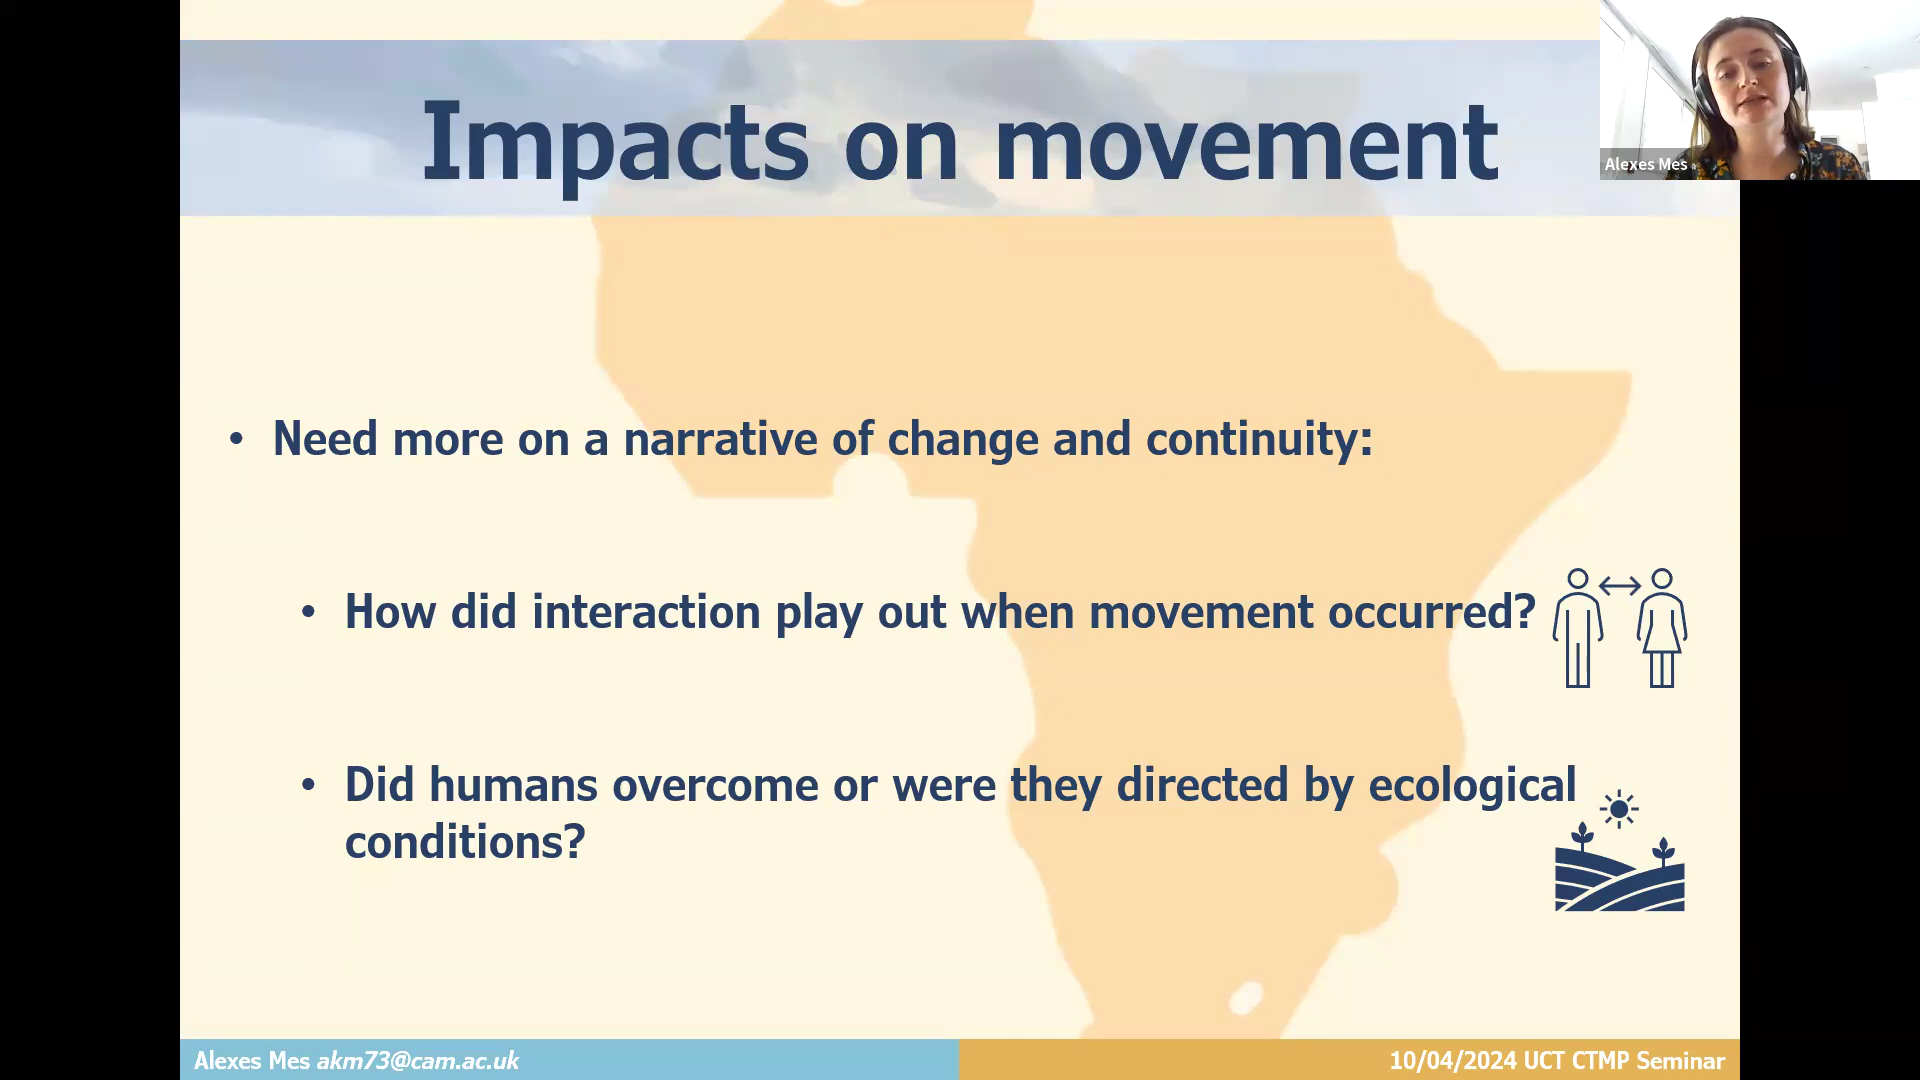 Impacts on movement
Alexes Mes
• Need more on a narrative of change and continuity:
• How did interaction play out when movement occurred?
• Did humans overcome or were they directed by ecological
conditions?
Alexes Mes akm73@cam.ac.uk
10/04/2024 UCT CTMP Seminar